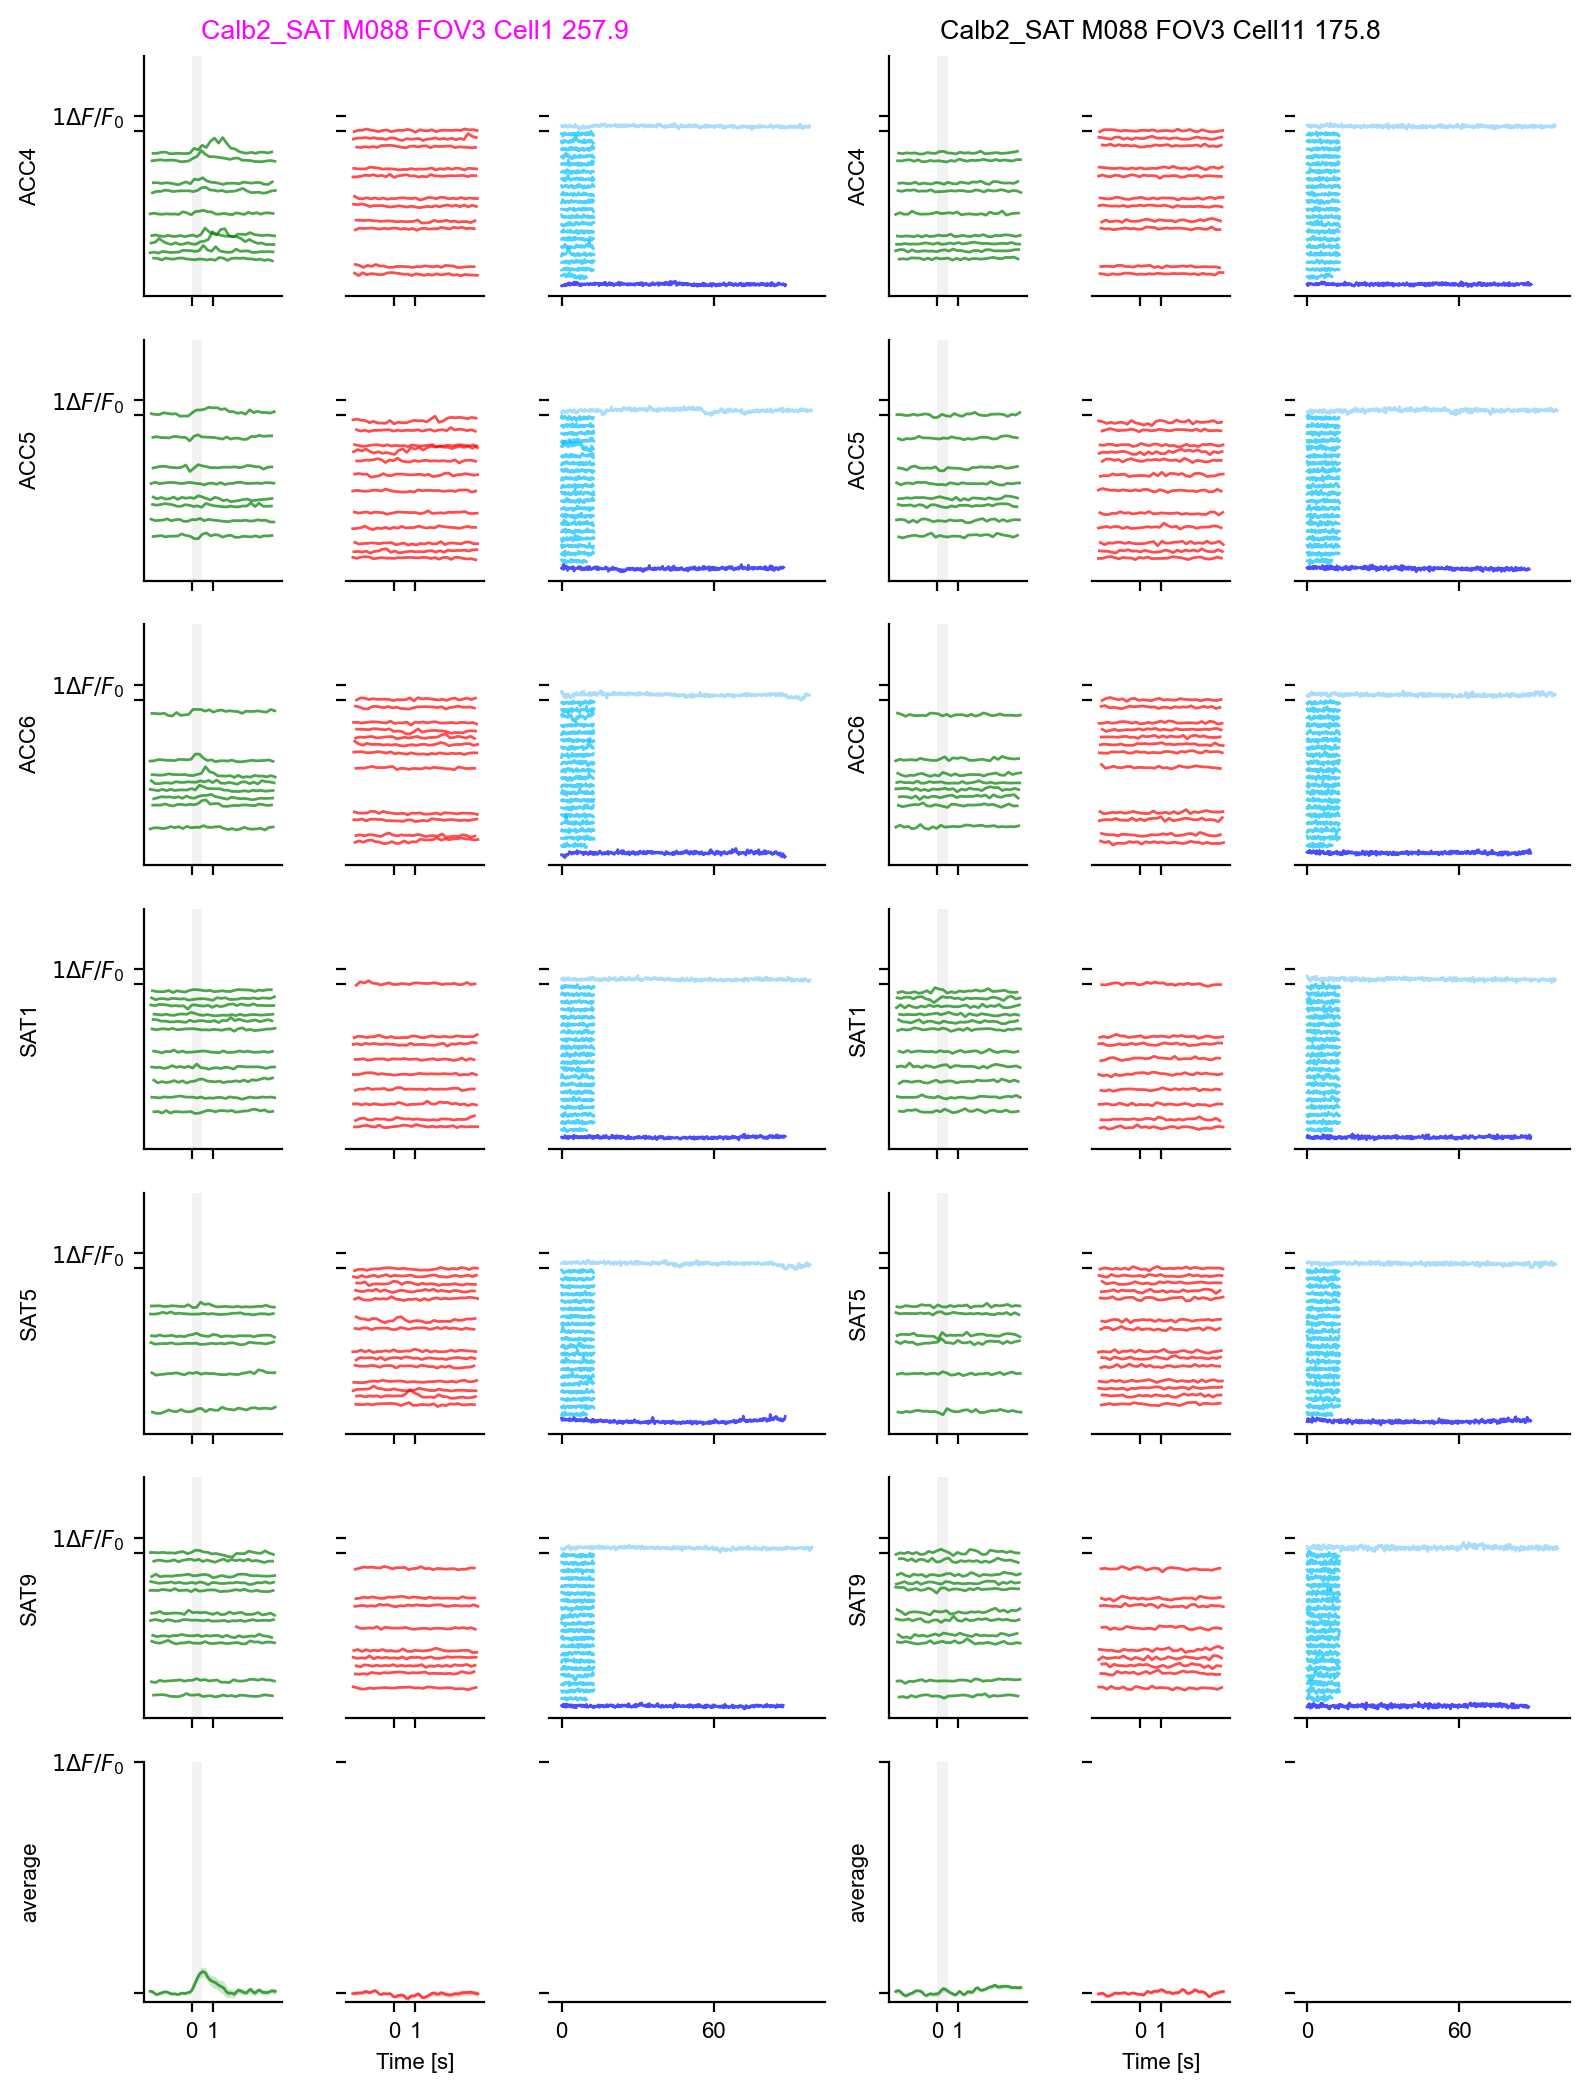 Calb2_SAT M088 FOV3 Cell1 257.9
Calb2_SAT M088 FOV3 Cell11 175.8
1ΔF/F₀
ACC4
ACC4
1ΔF/F₀
ACC5
ACC5
1ΔF/F₀
ACC6
ACC6
1ΔF/F₀
SAT1
SAT1
1ΔF/F₀
SAT5
SAT5
1ΔF/F₀
SAT9
SAT9
1ΔF/F₀
average
average
0 1 0 1 0 60 0 1 0 1 0 60
Time [s]
Time [s]